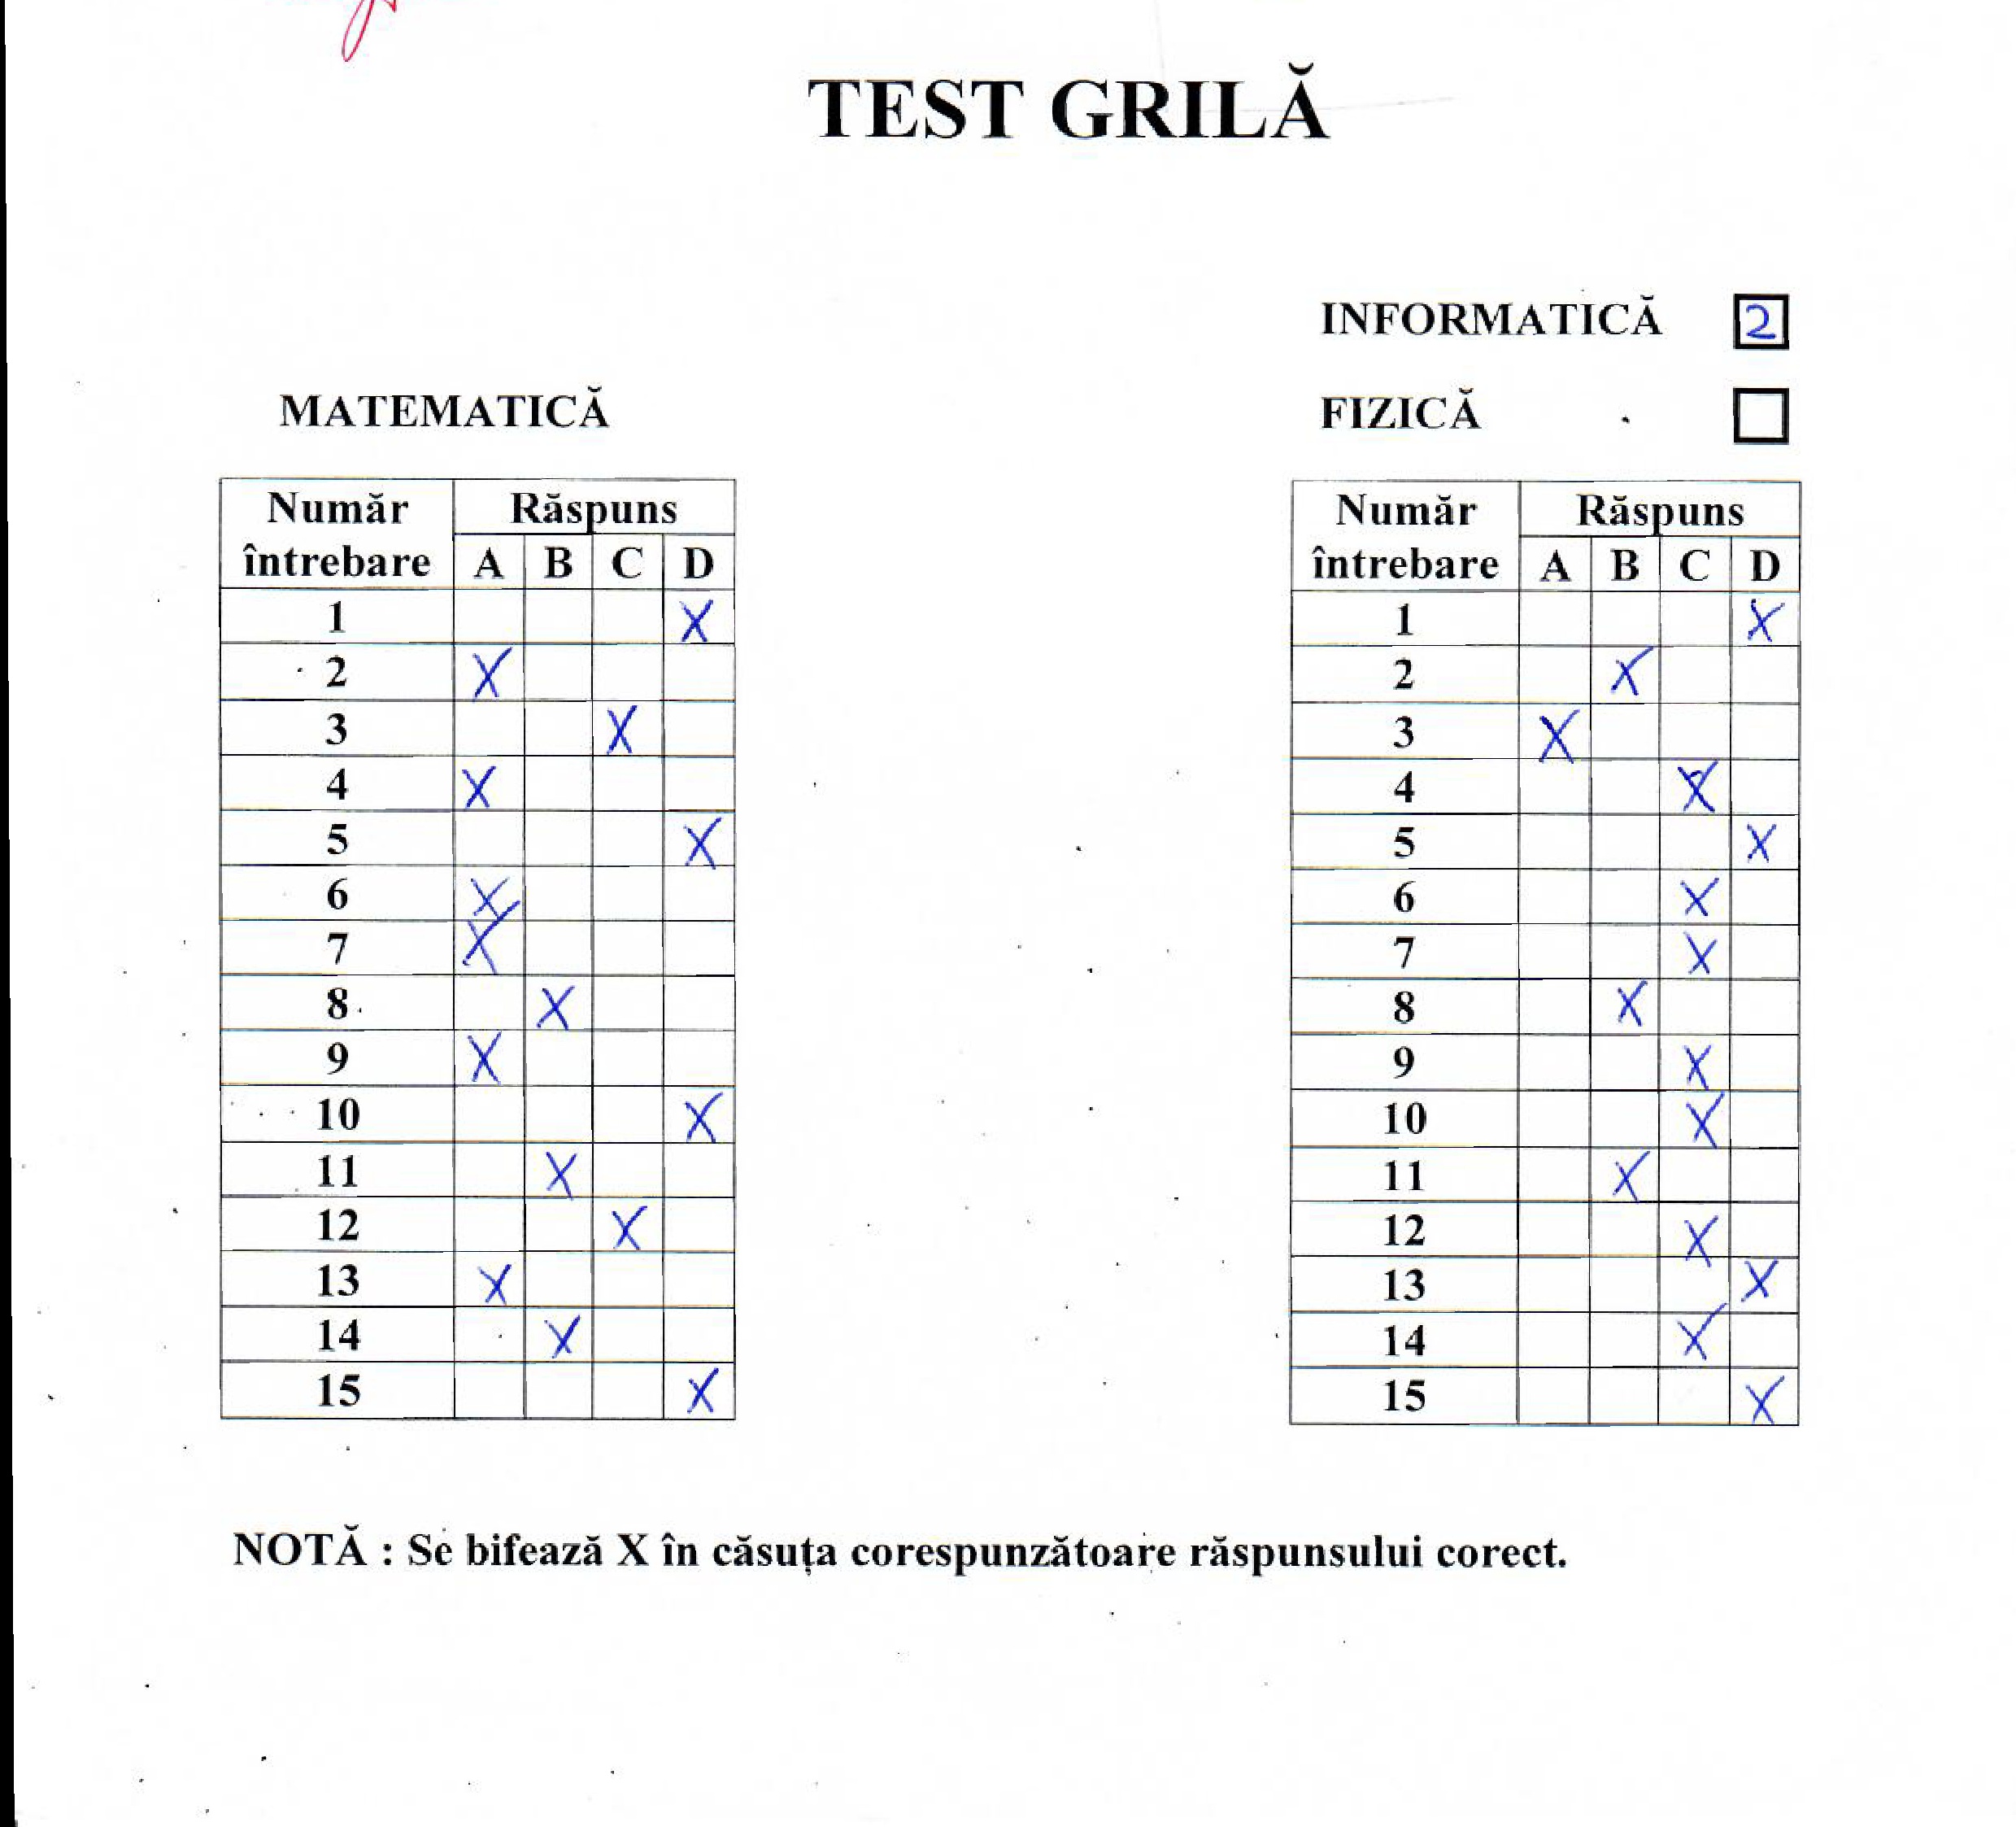 TEST GRILĂ
INFORMATICĂ 2
MATEMATICĂ
FIZICĂ
Număr întrebare Răspuns
A B C D
1 X
2 X
3 X
4 X
5 X
6 X
7 X
8 X
9 X
10 X
11 X
12 X
13 X
14 X
15 X
Număr întrebare Răspuns
A B C D
1 X
2 X
3 X
4 X
5 X
6 X
7 X
8 X
9 X
10 X
11 X
12 X
13 X
14 X
15 X
NOTĂ : Se bifează X în căsuța corespunzătoare răspunsului corect.